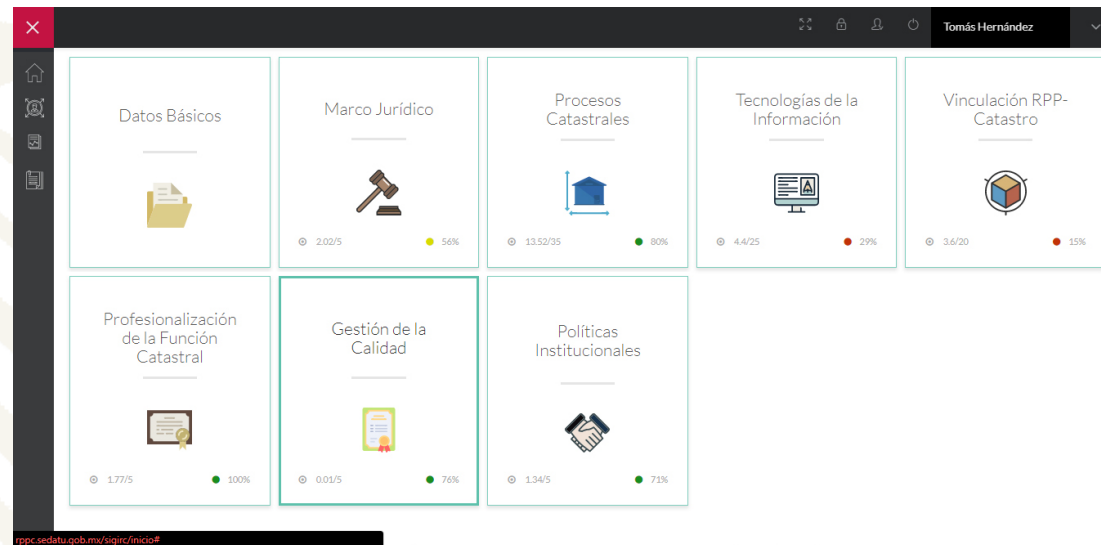 Tomás Hernández
Datos Básicos
Marco Jurídico
2.02/5
56%
Procesos
Catastrales
13.52/35
80%
Tecnologías de la
Información
4.4/25
29%
Vinculación RPP-
Catastro
3.6/20
15%
Profesionalización
de la Función
Catastral
1.77/5
100%
Gestión de la
Calidad
0.01/5
76%
Políticas
Institucionales
1.34/5
71%
rppc.sedatu.gob.mx/sigirc/inicio#